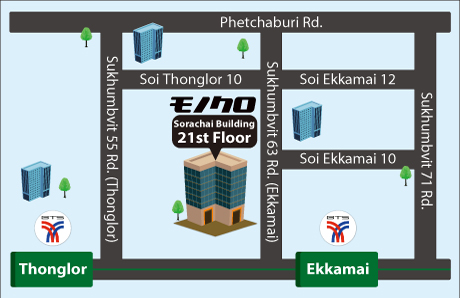 Phetchaburi Rd.
Soi Thonglor 10
Soi Ekkamai 12
モノクロ
Sorachai Building
21st Floor
Sukhumbvit 55 Rd. (Thonglor)
Sukhumbvit 63 Rd. (Ekkamai)
Sukhumbvit 71 Rd.
Soi Ekkamai 10
BTS
BTS
Thonglor
Ekkamai